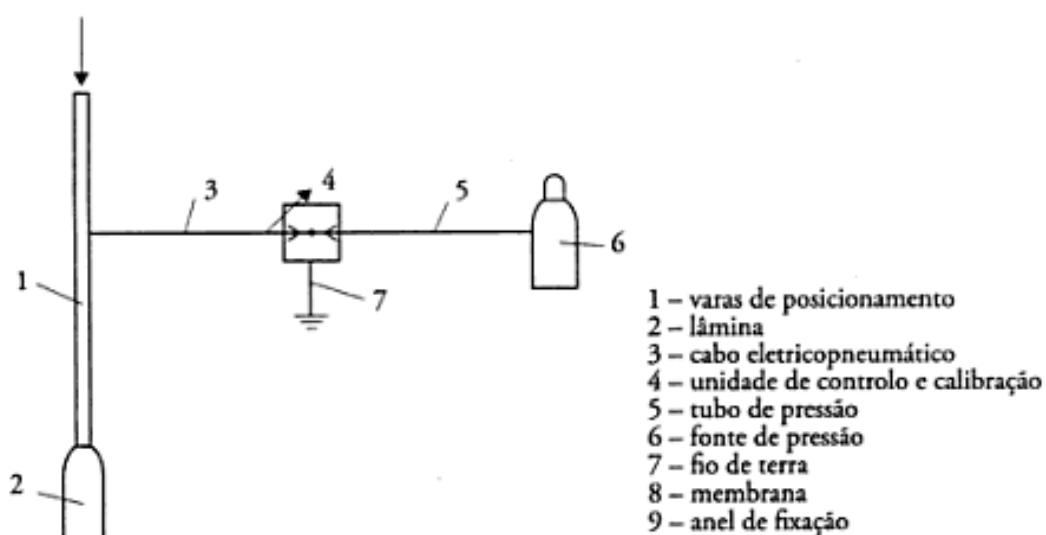 3
4
5
6
1
7
2
1 – varas de posicionamento
2 – lâmina
3 – cabo eletricopneumático
4 – unidade de controlo e calibração
5 – tubo de pressão
6 – fonte de pressão
7 – fio de terra
8 – membrana
9 – anel de fixação